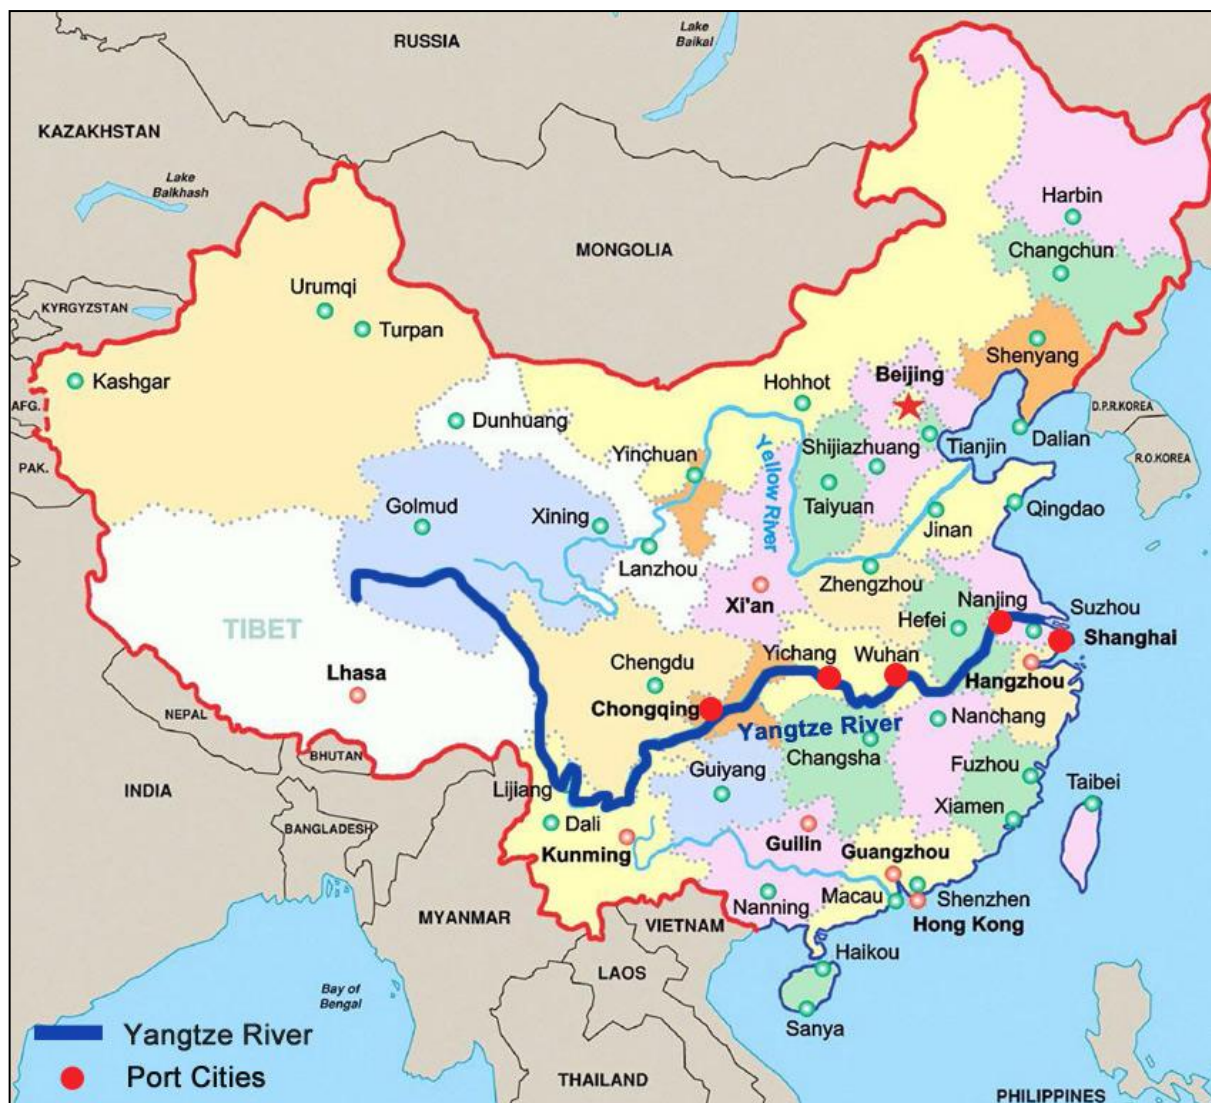 RUSSIA
Lake
Baikal
KAZAKHSTAN
Lake
Balkhash
Harbin
MONGOLIA
Changchun
Urumqi
KYRGYZSTAN
Turpan
Shenyang
Kashgar
Hohhot
Beijing
AFG.
D.P.R.KOREA
Dunhuang
Dalian
Shijiazhuang
Tianjin
Yinchuan
Yellow River
R.O.KOREA
PAK.
Golmud
Xining
Taiyuan
Qingdao
Jinan
Lanzhou
Zhengzhou
Xi'an
Nanjing
Suzhou
Hefei
TIBET
Shanghai
Yichang
Wuhan
Chengdu
Lhasa
Hangzhou
Chongqing
NEPAL
Nanchang
Yangtze River
BHUTAN
Changsha
Guiyang
Fuzhou
Taibei
INDIA
Lijiang
Xiamen
Dali
BANGLADESH
Guilin
Guangzhou
Kunming
Macau
Shenzhen
Nanning
MYANMAR
VIETNAM
Hong Kong
Haikou
LAOS
Bay of
Bengal
Sanya
Yangtze River
Port Cities
THAILAND
PHILIPPINES